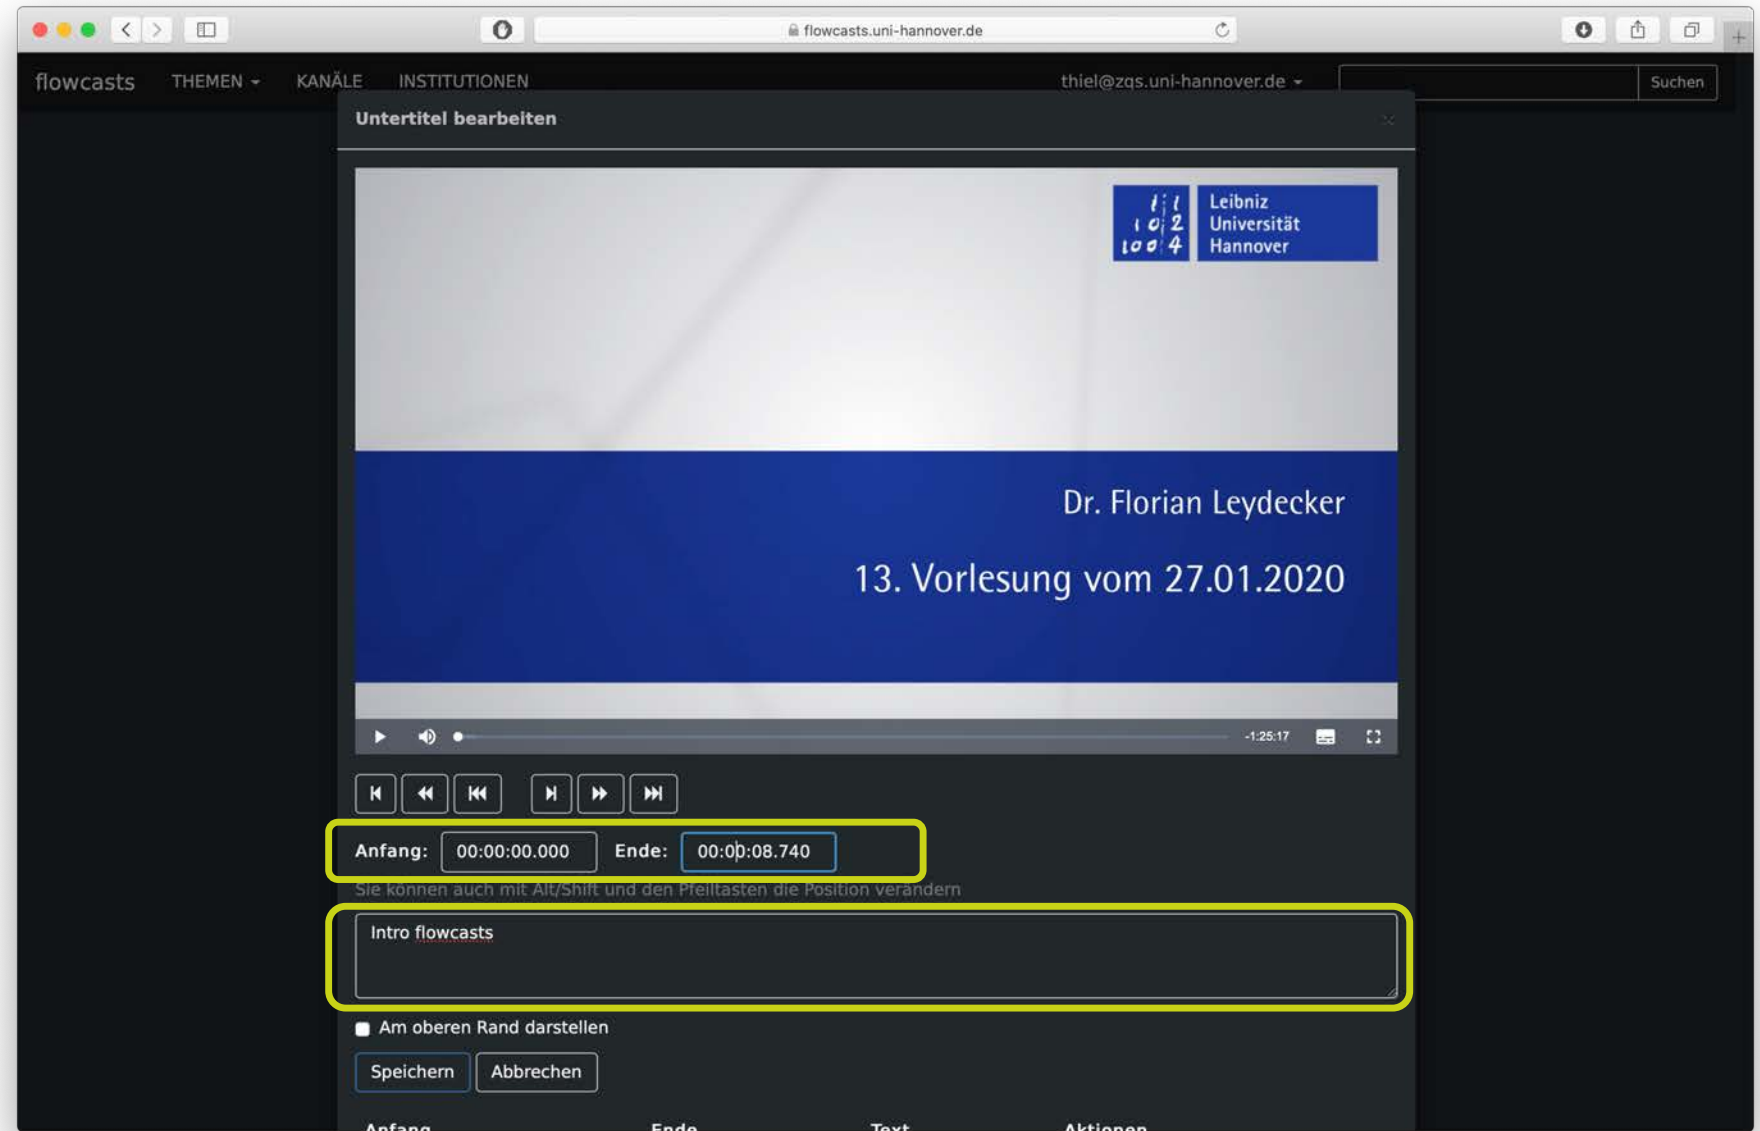 flowcasts.uni-hannover.de
flowcasts THEMEN KANÄLE INSTITUTIONEN thiel@zqs.uni-hannover.de Suchen
Untertitel bearbeiten
Leibniz
Universität
Hannover
Dr. Florian Leydecker
13. Vorlesung vom 27.01.2020
-1:25:17
Anfang: 00:00:00.000 Ende: 00:00:08.740
Sie können auch mit Alt/Shift und den Pfeiltasten die Position verändern
Intro flowcasts
Am oberen Rand darstellen
Speichern Abbrechen
Anfang Ende Text Aktionen